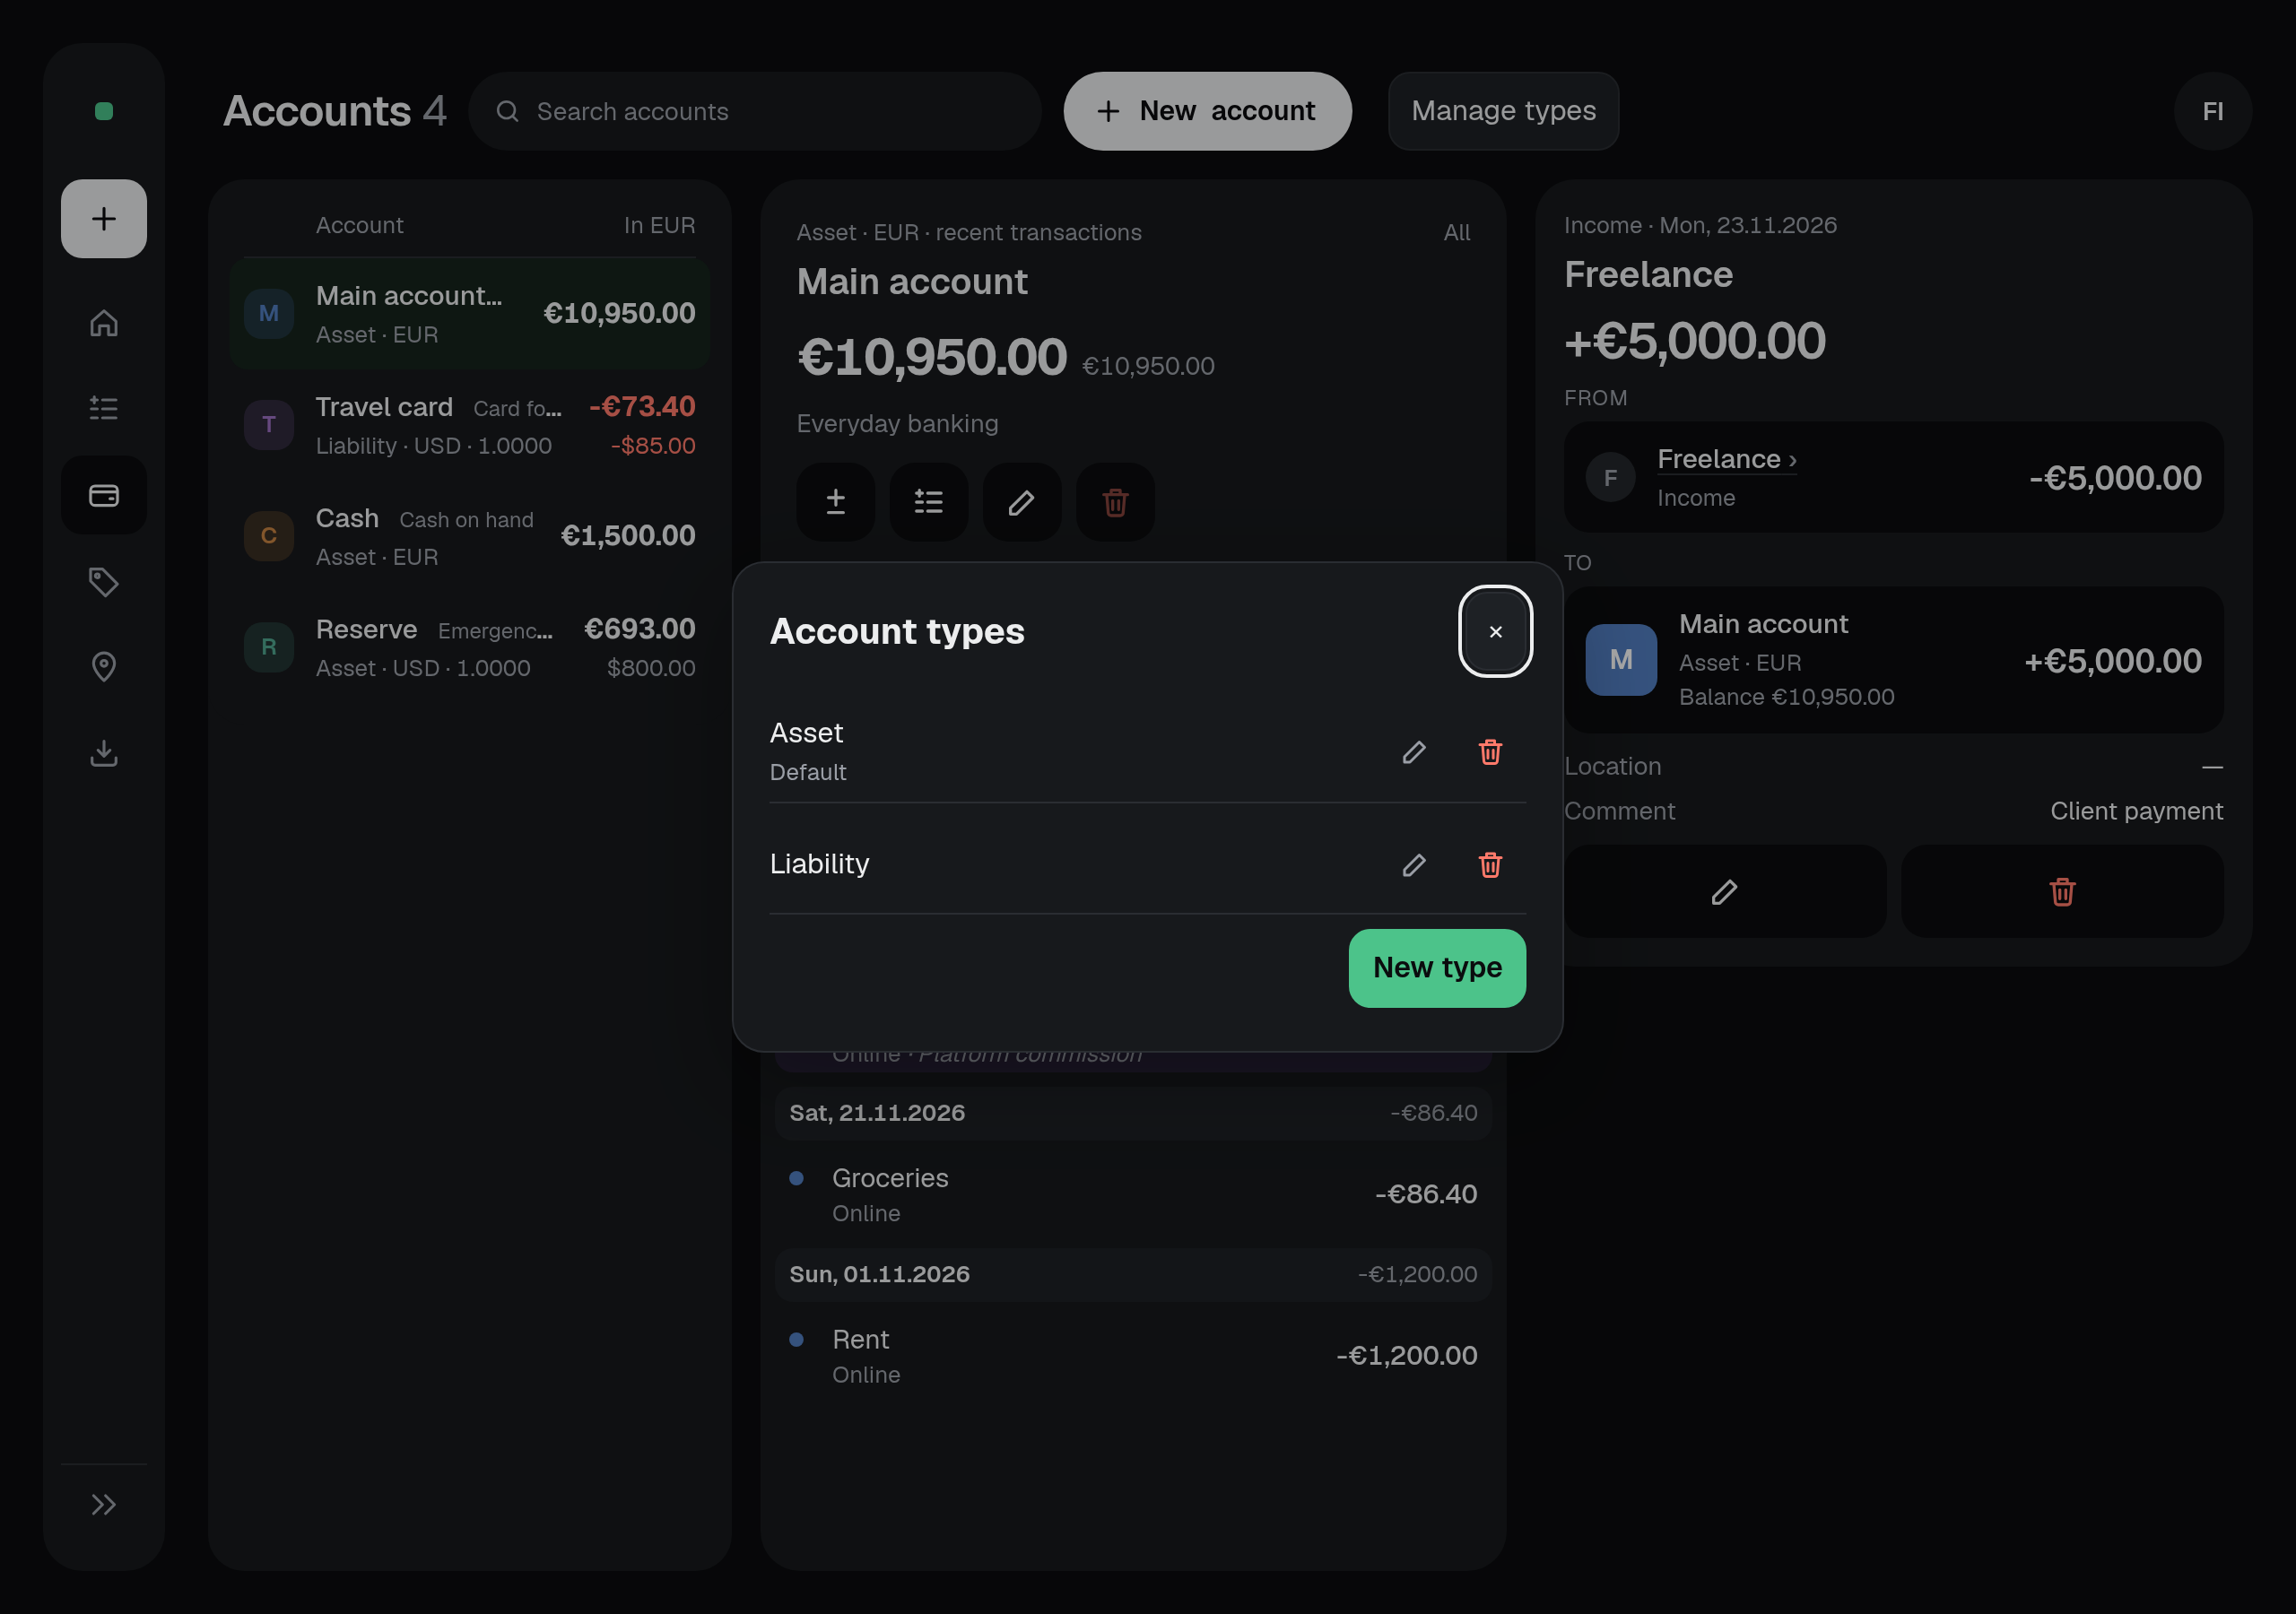 Accounts 4
Search accounts
New account
Manage types
FI
Account
In EUR
M
Main account...
Asset · EUR
€10,950.00
T
Travel card
Card fo...
-€73.40
Liability · USD · 1.0000
-$85.00
C
Cash
Cash on hand
€1,500.00
Asset · EUR
R
Reserve
Emergenc...
€693.00
Asset · USD · 1.0000
$800.00
Asset · EUR · recent transactions
All
Main account
€10,950.00 €10,950.00
Everyday banking
Account types
×
Asset
Default
Liability
New type
Online · Platform commission
Sat, 21.11.2026
-€86.40
Groceries
-€86.40
Online
Sun, 01.11.2026
-€1,200.00
Rent
-€1,200.00
Online
Income · Mon, 23.11.2026
Freelance
+€5,000.00
FROM
F
Freelance ›
Income
-€5,000.00
TO
M
Main account
Asset · EUR
Balance €10,950.00
+€5,000.00
Location
—
Comment
Client payment